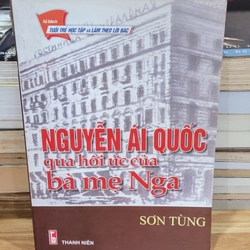 Tủ Sách
TUỔI TRẺ HỌC TẬP VÀ LÀM THEO LỜI BÁC
NGUYỄN ÁI QUỐC
qua hồi ức của
bà mẹ Nga
SƠN TÙNG
THANH NIÊN